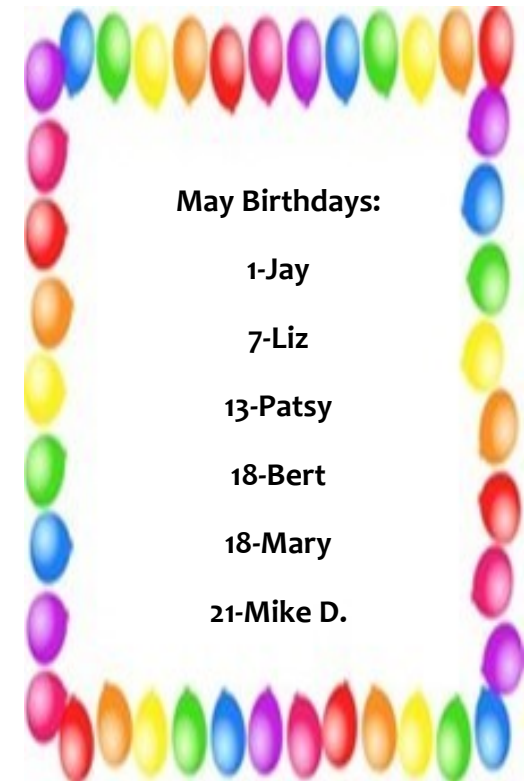 May Birthdays:
1-Jay
7-Liz
13-Patsy
18-Bert
18-Mary
21-Mike D.